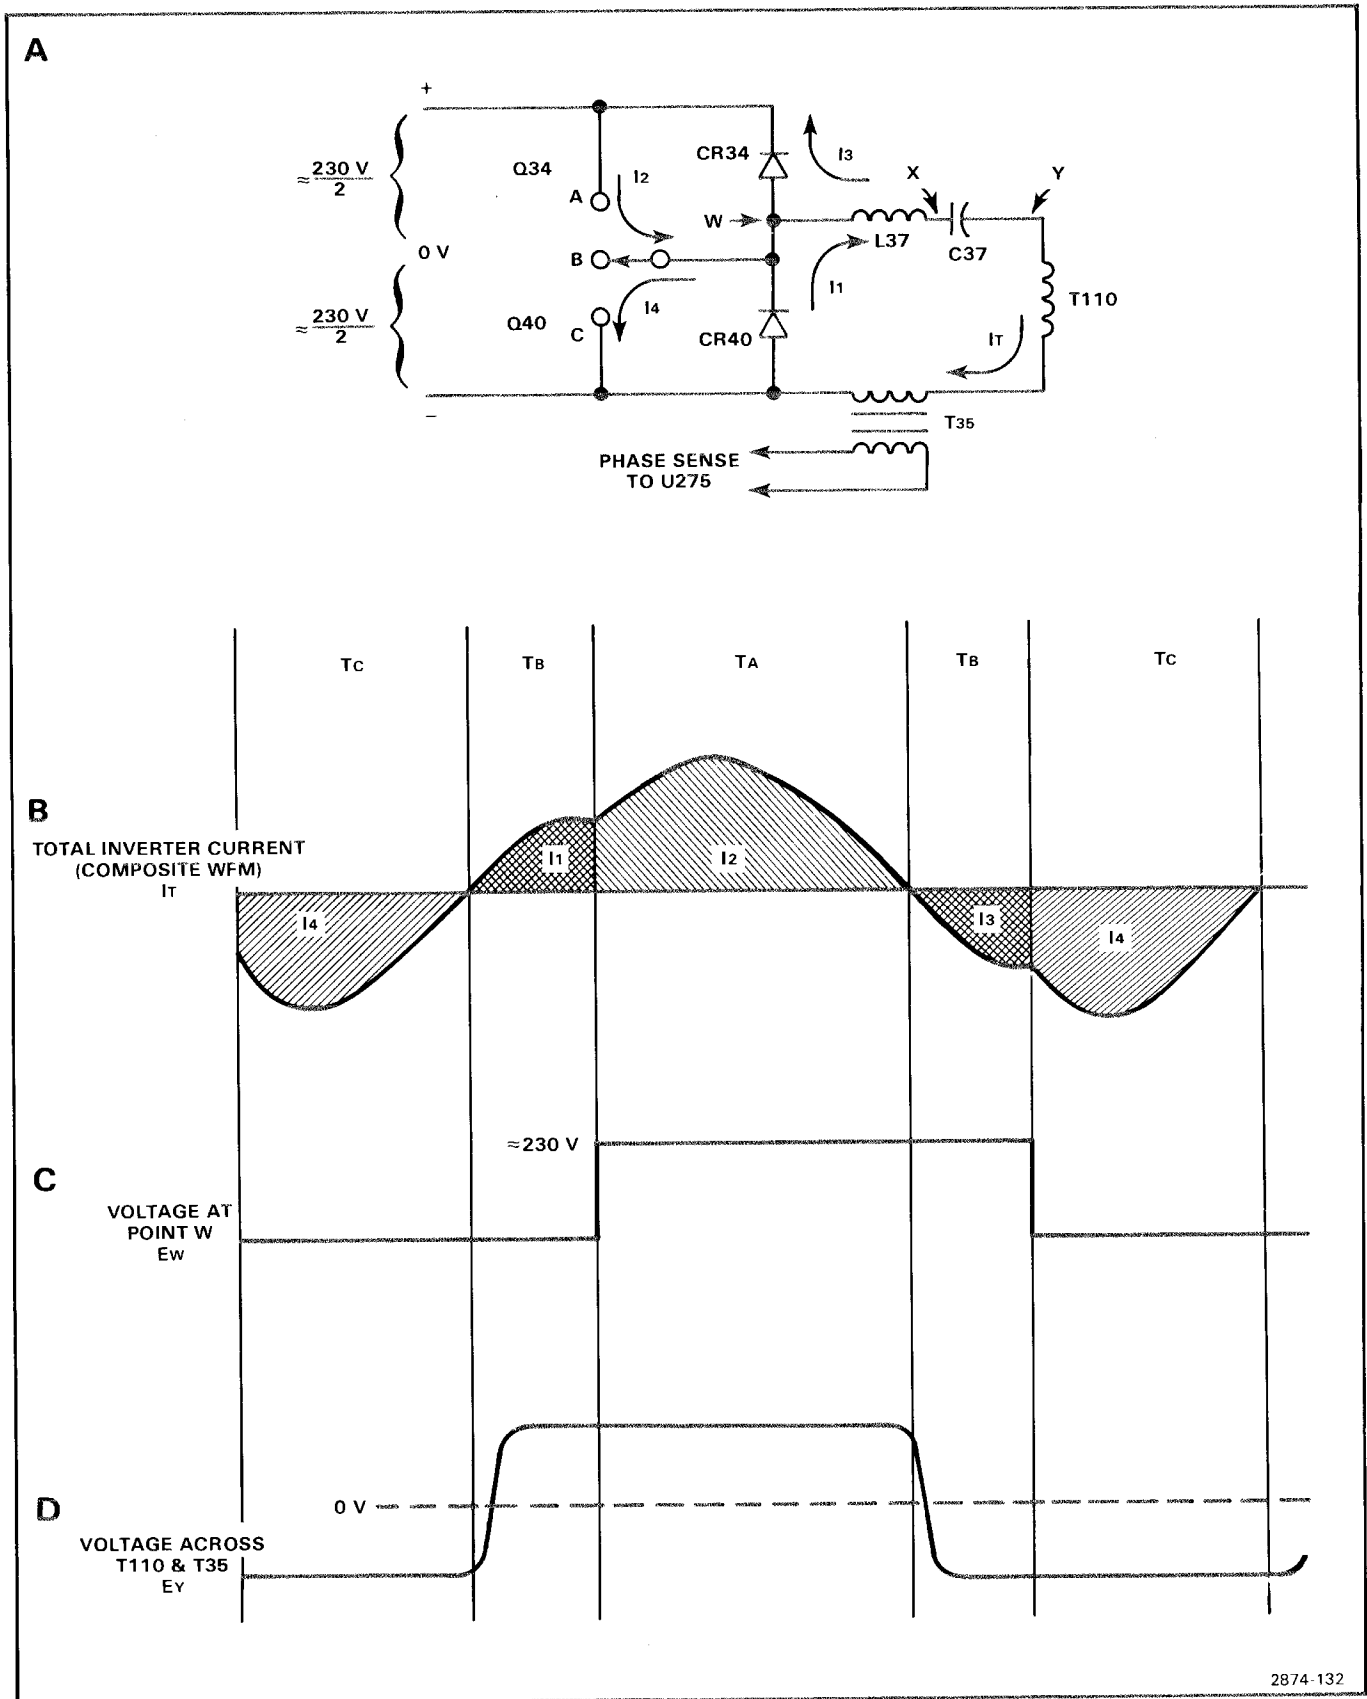 A
+
≈ 230 V
2
0 V
≈ 230 V
2
−
Q34
A
I2
B
I4
Q40
C
CR34
I3
W
X
Y
L37
C37
I1
CR40
T110
IT
T35
PHASE SENSE
TO U275
TC
TB
TA
TB
TC
B
TOTAL INVERTER CURRENT
(COMPOSITE WFM)
IT
I4
I1
I2
I3
I4
C
≈230 V
VOLTAGE AT
POINT W
EW
D
0 V
VOLTAGE ACROSS
T110 & T35
EY
2874-132